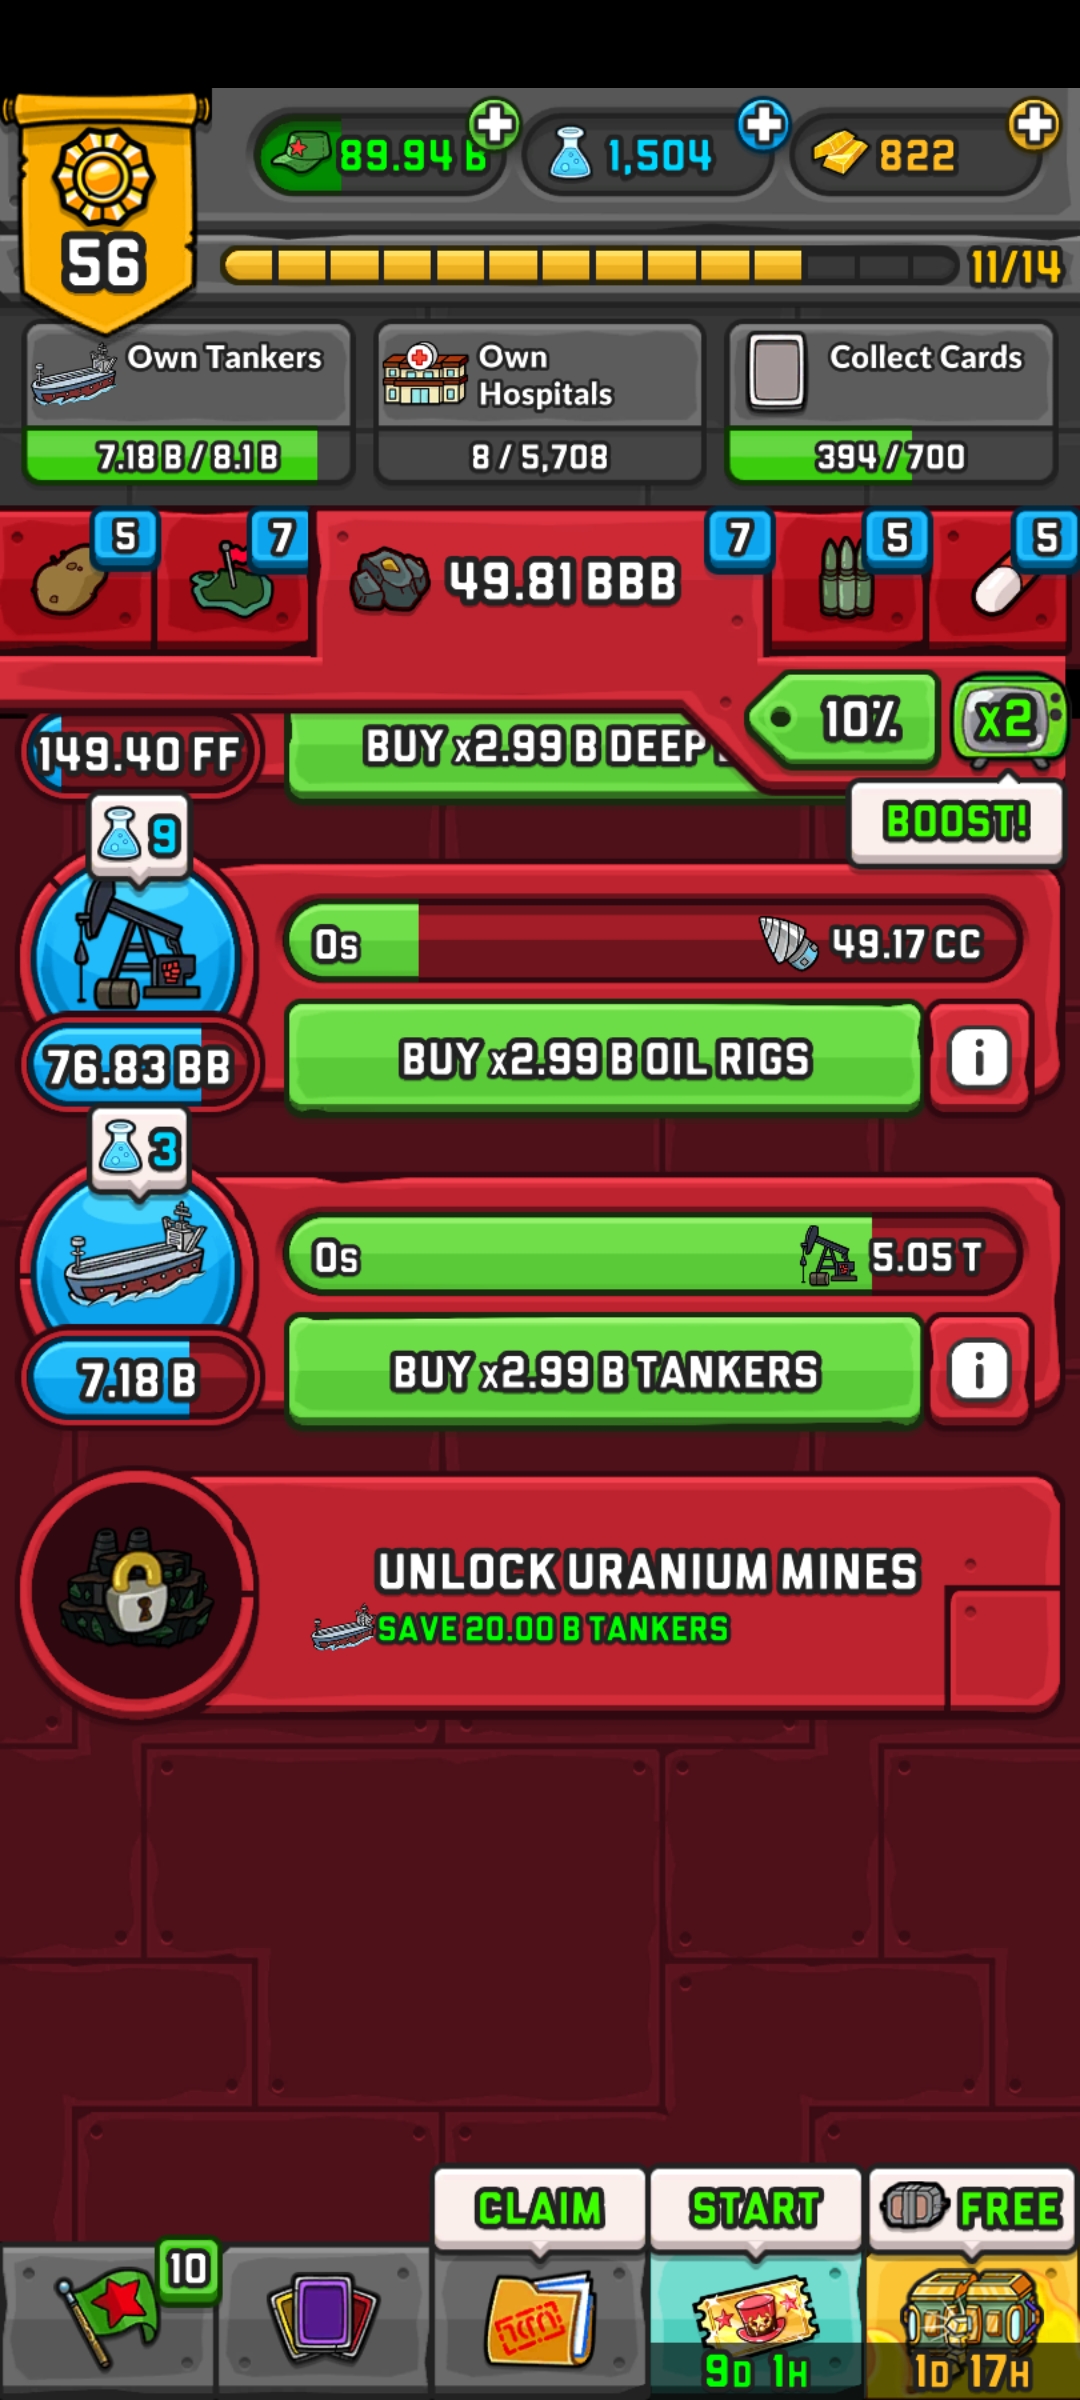 56
89.94 B
1,504
822
11/14
Own Tankers
7.18 B / 8.1 B
Own
Hospitals
8 / 5,708
Collect Cards
394 / 700
5
7
49.81 BBB
7
5
5
10%
x2
BOOST!
149.40 FF
BUY x2.99 B DEEP
9
0s
49.17 CC
76.83 BB
BUY x2.99 B OIL RIGS
i
3
0s
5.05 T
7.18 B
BUY x2.99 B TANKERS
i
UNLOCK URANIUM MINES
SAVE 20.00 B TANKERS
CLAIM
START
FREE
10
9D 1H
1D 17H